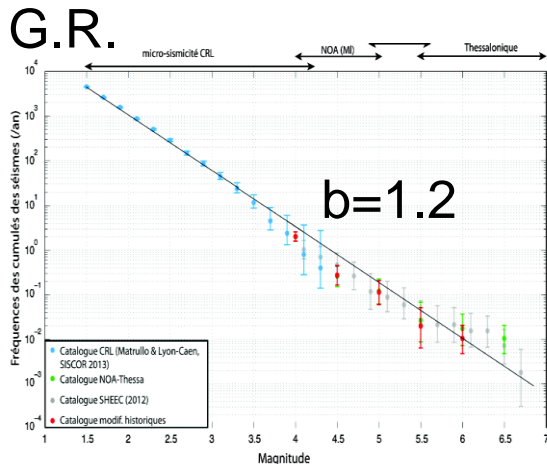 G.R.
micro-sismicité CRL
NOA (Ml)
Thessalonique
Fréquences des cumulés des séismes (/an)
10^4
10^3
10^2
10^1
10^0
10^-1
10^-2
10^-3
10^-4
b=1.2
Catalogue CRL (Matrullo & Lyon-Caen,
SISCOR 2013)
Catalogue NOA-Thessa
Catalogue SHEEC (2012)
Catalogue modif. historiques
1 1.5 2 2.5 3 3.5 4 4.5 5 5.5 6 6.5 7
Magnitude